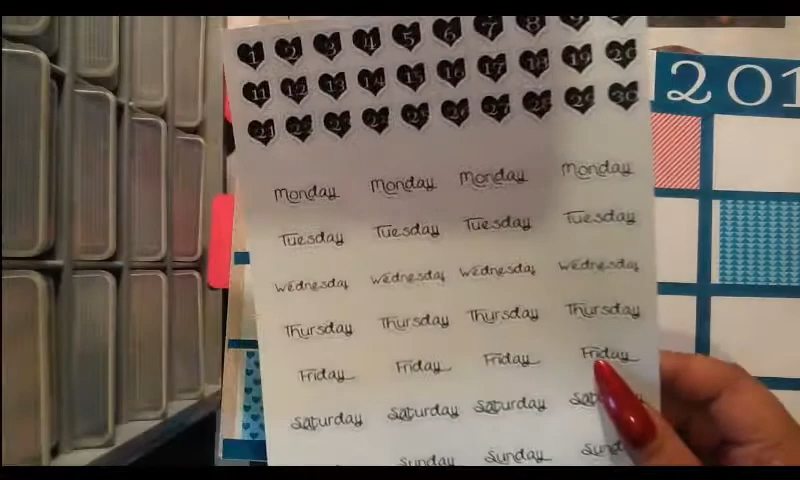 1 2 3 4 5 6 7 8 9
11 12 13 14 15 16 17 18 19 20
21 22 23 24 25 26 27 28 29 30
201
Monday Monday Monday Monday
Tuesday Tuesday Tuesday Tuesday
Wednesday Wednesday Wednesday Wednesday
Thursday Thursday Thursday Thursday
Friday Friday Friday Friday
Saturday Saturday Saturday
Sunday Sunday